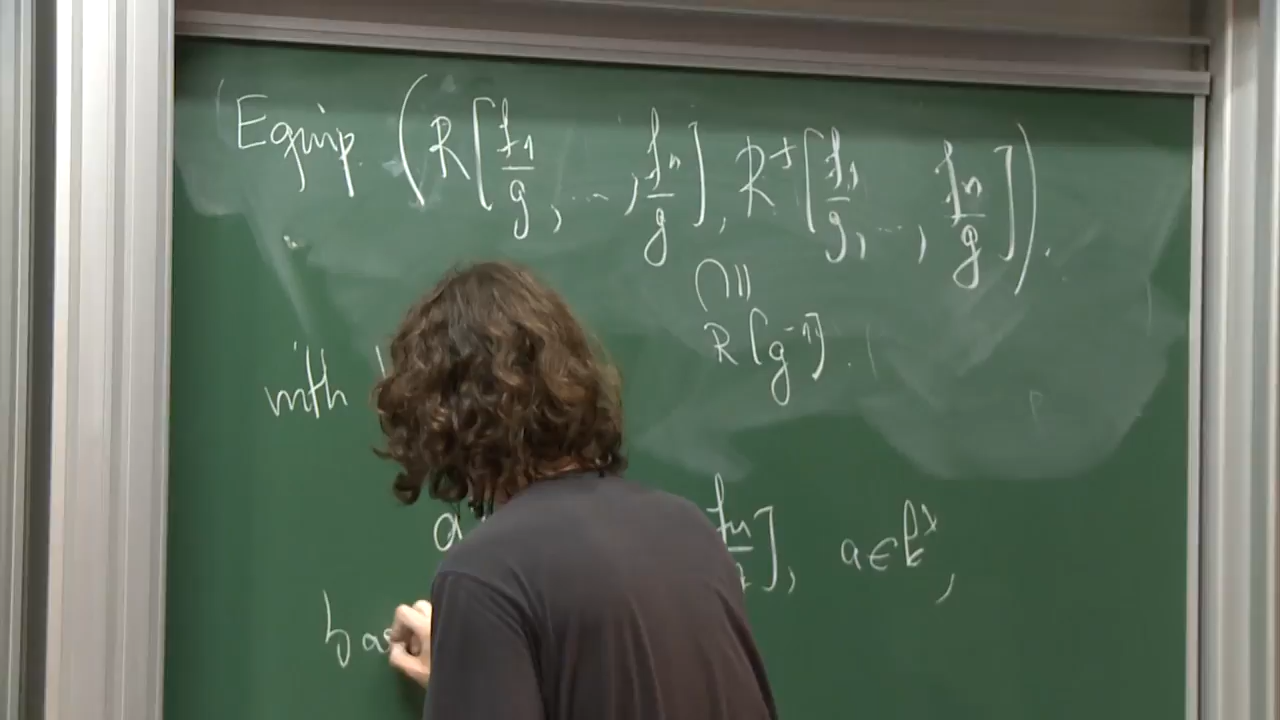 Equip (R[f₁/g, ..., fₙ/g], R⁺[f₁/g, ..., fₙ/g]).
∩||
R[g⁻¹].
with
a fₙ/g], a ∈ k^x,
bas